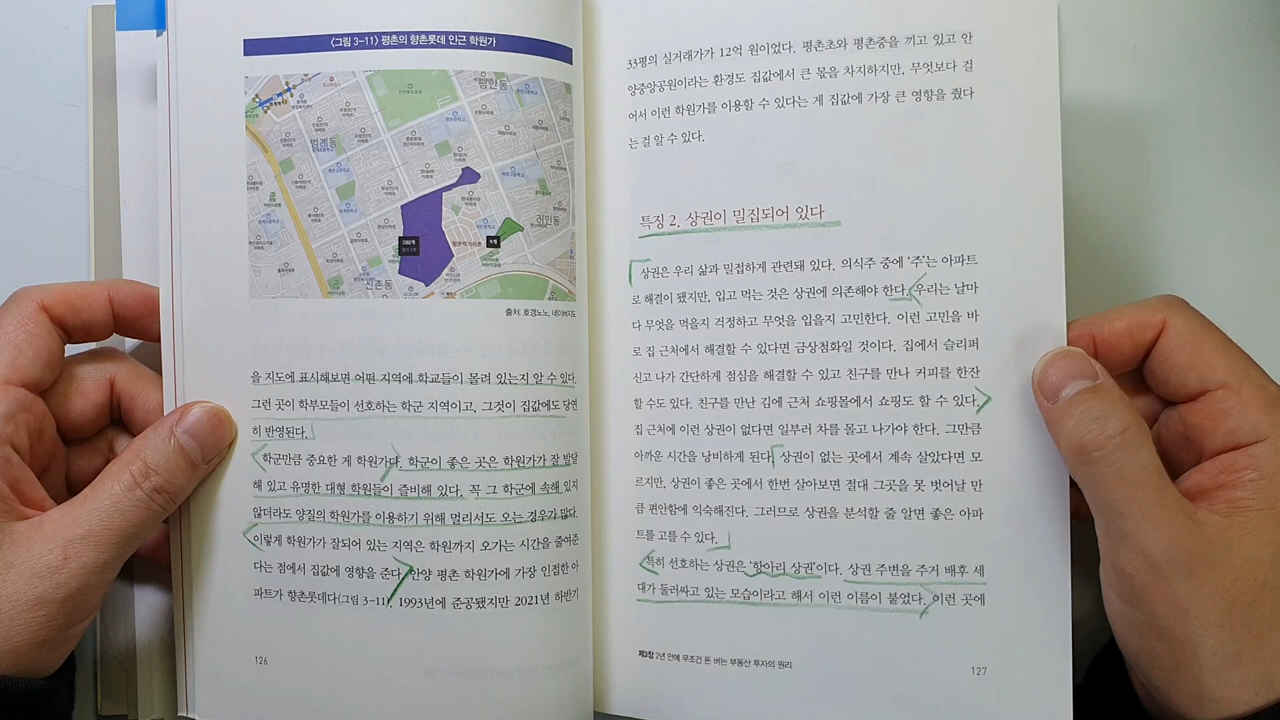 <그림 3-11> 평촌의 향촌롯데 인근 학원가
평안동
범계동
귀인동
평촌먹거리촌
신촌동
출처: 호갱노노, 네이버지도
을 지도에 표시해보면 어떤 지역에 학교들이 몰려 있는지 알 수 있다.
그런 곳이 학부모들이 선호하는 학군 지역이고, 그것이 집값에도 당연
히 반영된다.
학군만큼 중요한 게 학원가다. 학군이 좋은 곳은 학원가가 잘 발달
해 있고 유명한 대형 학원들이 즐비해 있다. 꼭 그 학군에 속해 있지
않더라도 양질의 학원가를 이용하기 위해 멀리서도 오는 경우가 많다.
이렇게 학원가가 잘되어 있는 지역은 학원까지 오가는 시간을 줄여준
다는 점에서 집값에 영향을 준다. 안양 평촌 학원가에 가장 인접한 아
파트가 향촌롯데다(그림 3-11). 1993년에 준공됐지만 2021년 하반기
126
33평의 실거래가가 12억 원이었다. 평촌초와 평촌중을 끼고 있고 안
양중앙공원이라는 환경도 집값에서 큰 몫을 차지하지만, 무엇보다 걸
어서 이런 학원가를 이용할 수 있다는 게 집값에 가장 큰 영향을 줬다
는 걸 알 수 있다.
특징 2. 상권이 밀집되어 있다
상권은 우리 삶과 밀접하게 관련돼 있다. 의식주 중에 '주'는 아파트
로 해결이 됐지만, 입고 먹는 것은 상권에 의존해야 한다. 우리는 날마
다 무엇을 먹을지 걱정하고 무엇을 입을지 고민한다. 이런 고민을 바
로 집 근처에서 해결할 수 있다면 금상첨화일 것이다. 집에서 슬리퍼
신고 나가 간단하게 점심을 해결할 수 있고 친구를 만나 커피를 한잔
할 수도 있다. 친구를 만난 김에 근처 쇼핑몰에서 쇼핑도 할 수 있다.
집 근처에 이런 상권이 없다면 일부러 차를 몰고 나가야 한다. 그만큼
아까운 시간을 낭비하게 된다. 상권이 없는 곳에서 계속 살았다면 모
르지만, 상권이 좋은 곳에서 한번 살아보면 절대 그곳을 못 벗어날 만
큼 편안함에 익숙해진다. 그러므로 상권을 분석할 줄 알면 좋은 아파
트를 고를 수 있다.
특히 선호하는 상권은 '항아리 상권'이다. 상권 주변을 주거 배후 세
대가 둘러싸고 있는 모습이라고 해서 이런 이름이 붙었다. 이런 곳에
제3장 2년 안에 무조건 돈 버는 부동산 투자의 원리
127